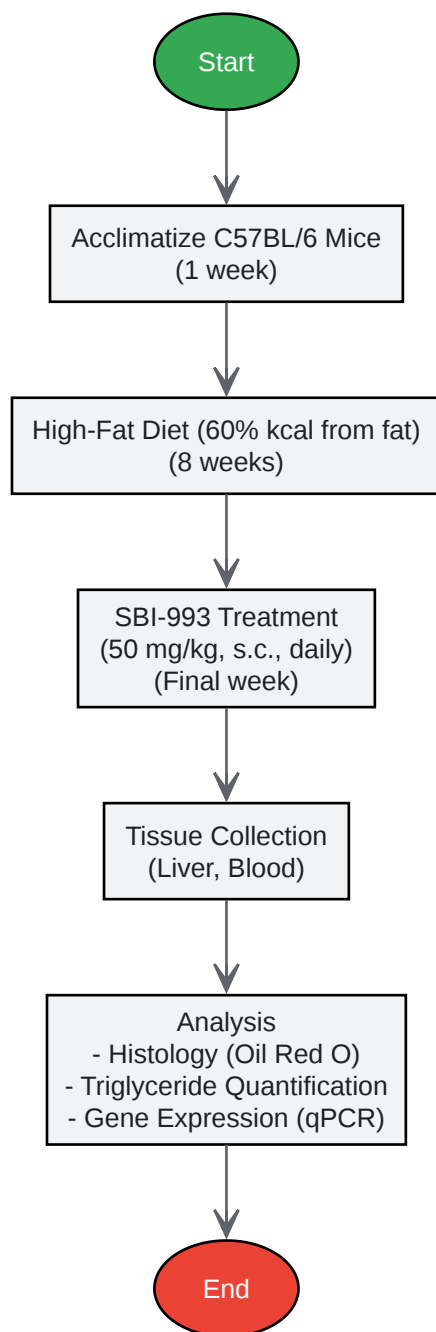 Start
Acclimatize C57BL/6 Mice
(1 week)
High-Fat Diet (60% kcal from fat)
(8 weeks)
SBI-993 Treatment
(50 mg/kg, s.c., daily)
(Final week)
Tissue Collection
(Liver, Blood)
Analysis
- Histology (Oil Red O)
- Triglyceride Quantification
- Gene Expression (qPCR)
End